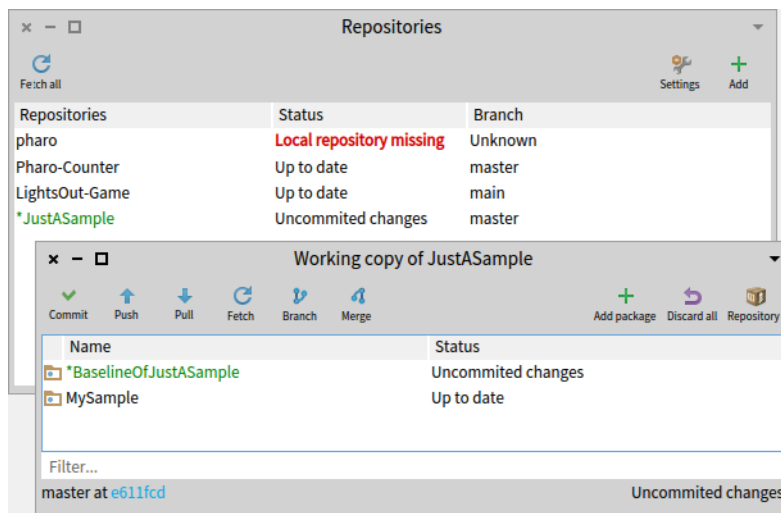 Repositories
Fetch all Settings Add
Repositories Status Branch
pharo Local repository missing Unknown
Pharo-Counter Up to date master
LightsOut-Game Up to date main
*JustASample Uncommited changes master
Working copy of JustASample
Commit Push Pull Fetch Branch Merge Add package Discard all Repository
Name Status
*BaselineOfJustASample Uncommited changes
MySample Up to date
Filter...
master at e611fcd Uncommited changes